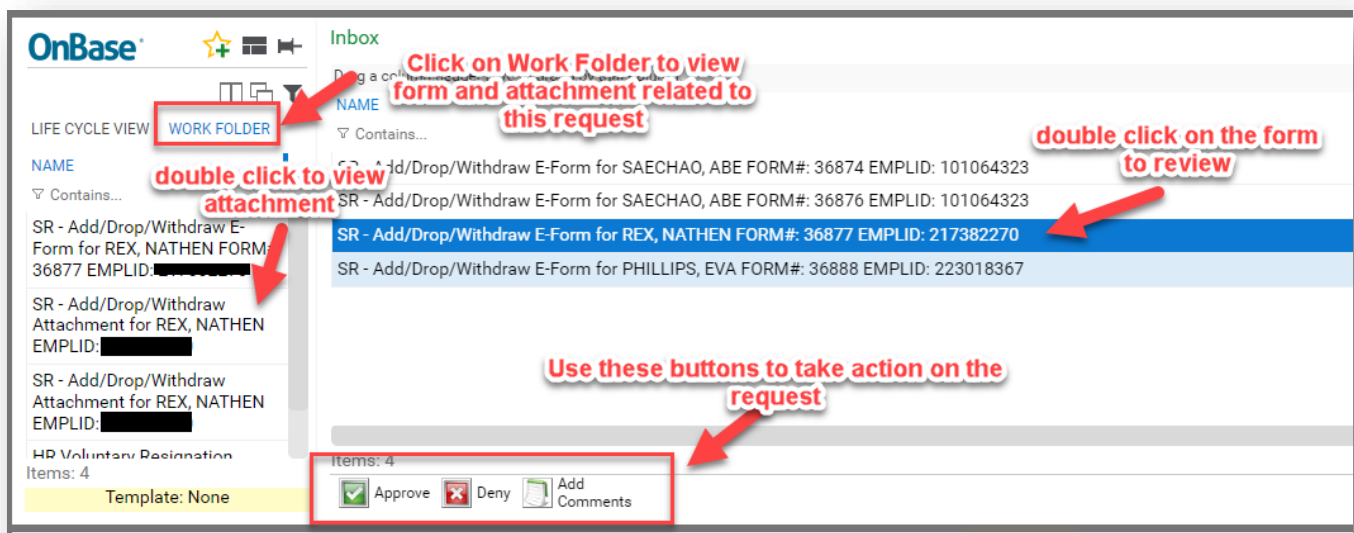 OnBase
Inbox
Click on Work Folder to view
form and attachment related to
this request
Drag a column header
NAME
Contains...
LIFE CYCLE VIEW WORK FOLDER
NAME
Contains...
double click to view
attachment
double click on the form
to review
SR - Add/Drop/Withdraw E-Form for SAECHAO, ABE FORM#: 36874 EMPLID: 101064323
SR - Add/Drop/Withdraw E-Form for SAECHAO, ABE FORM#: 36876 EMPLID: 101064323
SR - Add/Drop/Withdraw E-Form for REX, NATHEN FORM#: 36877 EMPLID: 217382270
SR - Add/Drop/Withdraw E-Form for PHILLIPS, EVA FORM#: 36888 EMPLID: 223018367
SR - Add/Drop/Withdraw E-
Form for REX, NATHEN FORM#
36877 EMPLID:
SR - Add/Drop/Withdraw
Attachment for REX, NATHEN
EMPLID:
SR - Add/Drop/Withdraw
Attachment for REX, NATHEN
EMPLID:
HR Voluntary Resignation
Items: 4
Template: None
Use these buttons to take action on the
request
Items: 4
Approve Deny Add
Comments